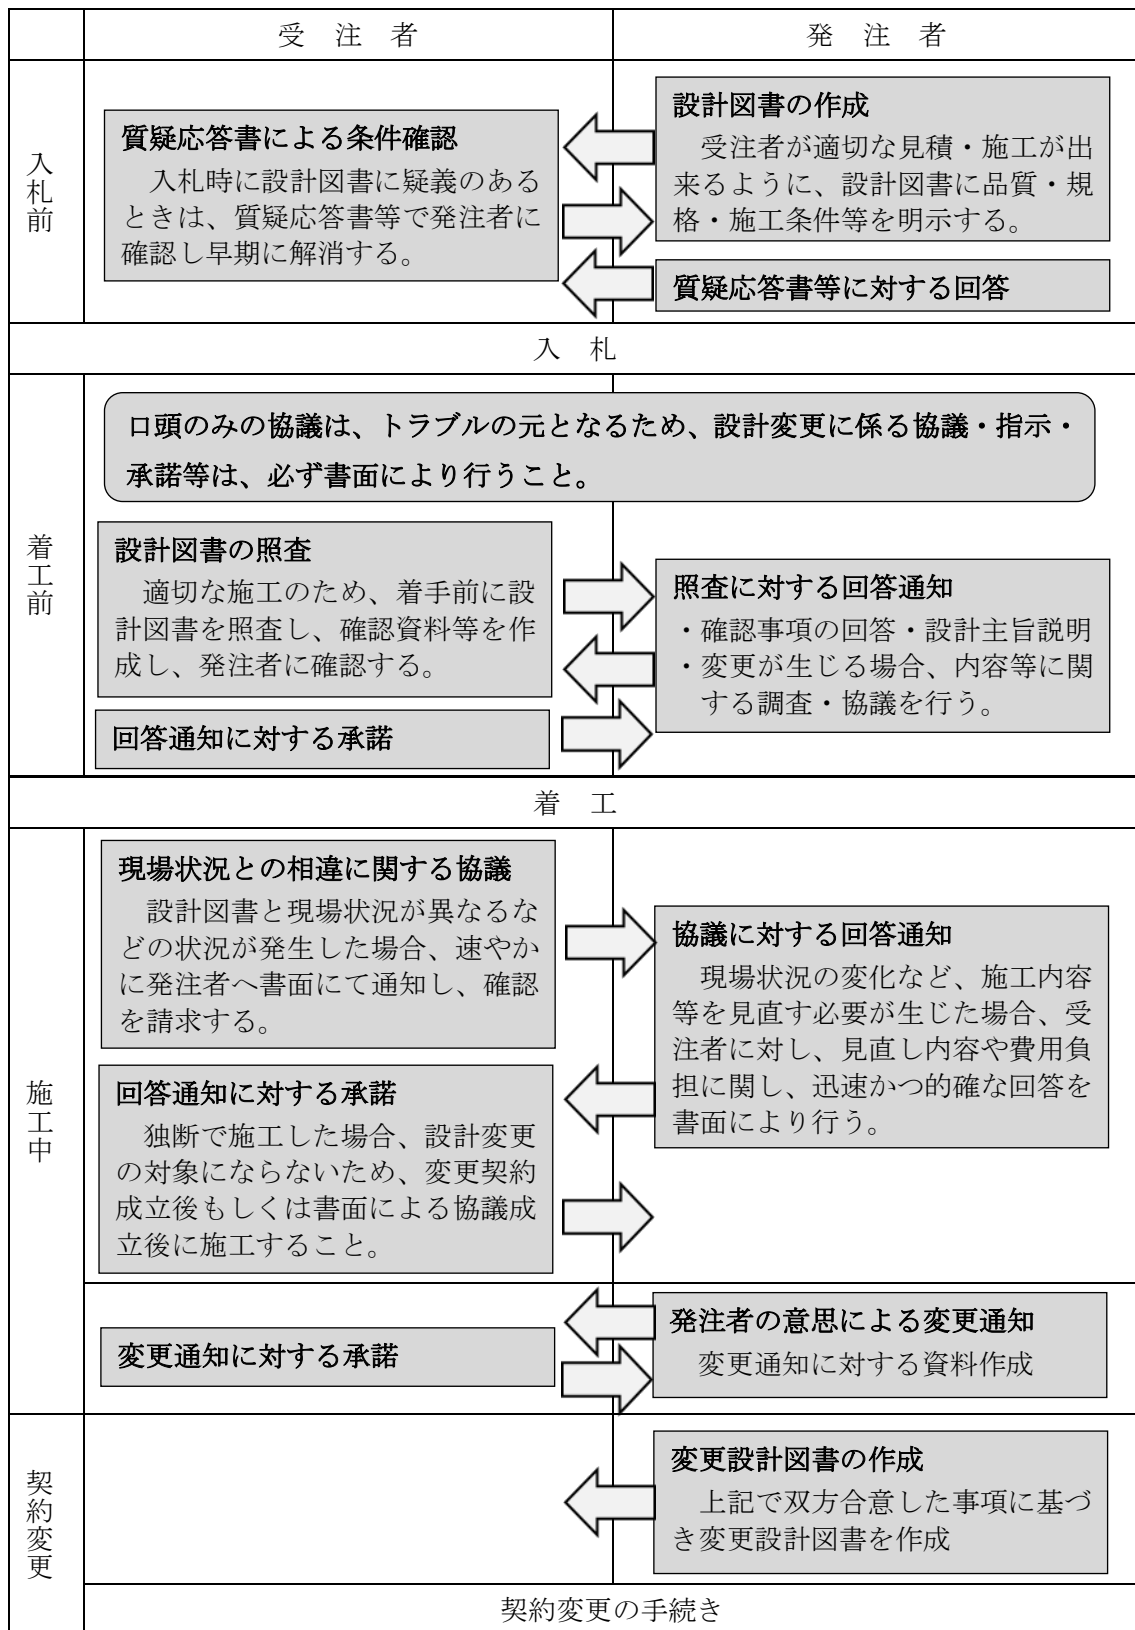 受 注 者
発 注 者
入札前
質疑応答書による条件確認
入札時に設計図書に疑義のある
ときは、質疑応答書等で発注者に
確認し早期に解消する。
設計図書の作成
受注者が適切な見積・施工が出
来るように、設計図書に品質・規
格・施工条件等を明示する。
質疑応答書等に対する回答
入 札
着工前
口頭のみの協議は、トラブルの元となるため、設計変更に係る協議・指示・
承諾等は、必ず書面により行うこと。
設計図書の照査
適切な施工のため、着手前に設
計図書を照査し、確認資料等を作
成し、発注者に確認する。
照査に対する回答通知
・確認事項の回答・設計主旨説明
・変更が生じる場合、内容等に関
する調査・協議を行う。
回答通知に対する承諾
着 工
施工中
現場状況との相違に関する協議
設計図書と現場状況が異なるな
どの状況が発生した場合、速やか
に発注者へ書面にて通知し、確認
を請求する。
協議に対する回答通知
現場状況の変化など、施工内容
等を見直す必要が生じた場合、受
注者に対し、見直し内容や費用負
担に関し、迅速かつ的確な回答を
書面により行う。
回答通知に対する承諾
独断で施工した場合、設計変更
の対象にならないため、変更契約
成立後もしくは書面による協議成
立後に施工すること。
発注者の意思による変更通知
変更通知に対する資料作成
変更通知に対する承諾
契約変更
変更設計図書の作成
上記で双方合意した事項に基づ
き変更設計図書を作成
契約変更の手続き